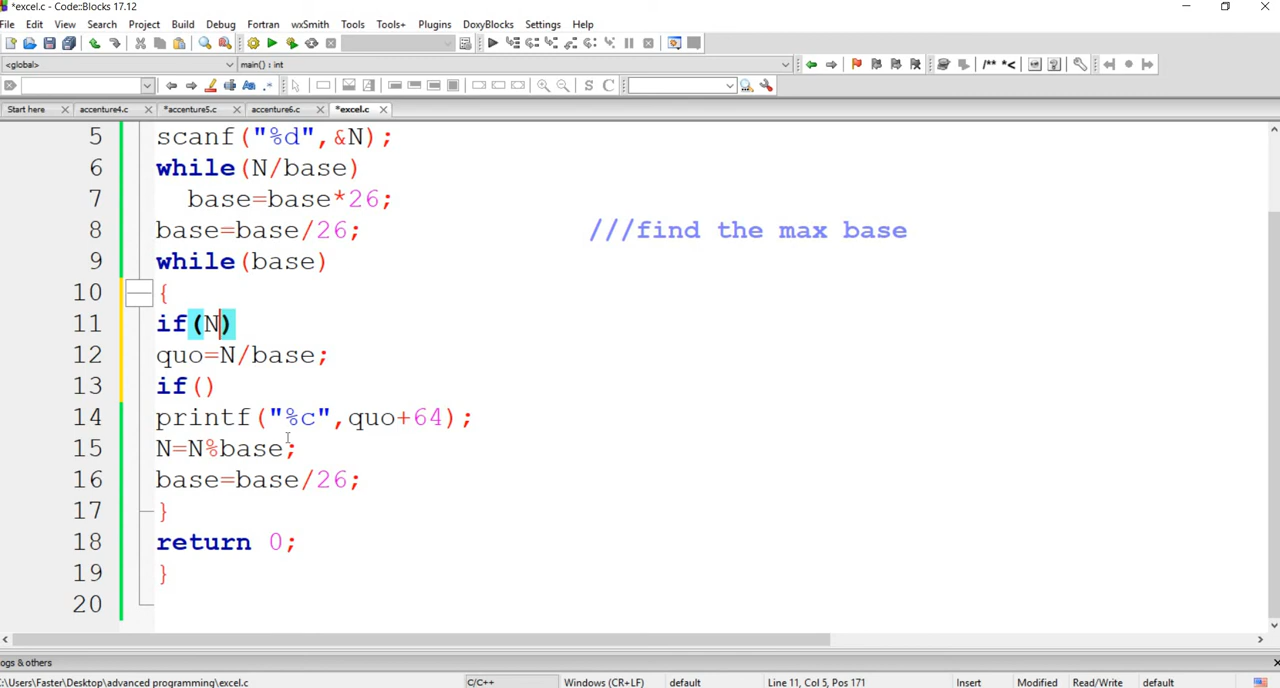 *excel.c - Code::Blocks 17.12
File Edit View Search Project Build Debug Fortran wxSmith Tools Tools+ Plugins DoxyBlocks Settings Help
<global> main() : int
/** *<
S C
Start here accenture4.c *accenture5.c accenture6.c *excel.c
5 scanf("%d",&N);
6 while(N/base)
7 base=base*26;
8 base=base/26; ///find the max base
9 while(base)
10 {
11 if(N)
12 quo=N/base;
13 if()
14 printf("%c",quo+64);
15 N=N%base;
16 base=base/26;
17 }
18 return 0;
19 }
20
ogs & others
:\Users\Faster\Desktop\advanced programming\excel.c C/C++ Windows (CR+LF) default Line 11, Col 5, Pos 171 Insert Modified Read/Write default